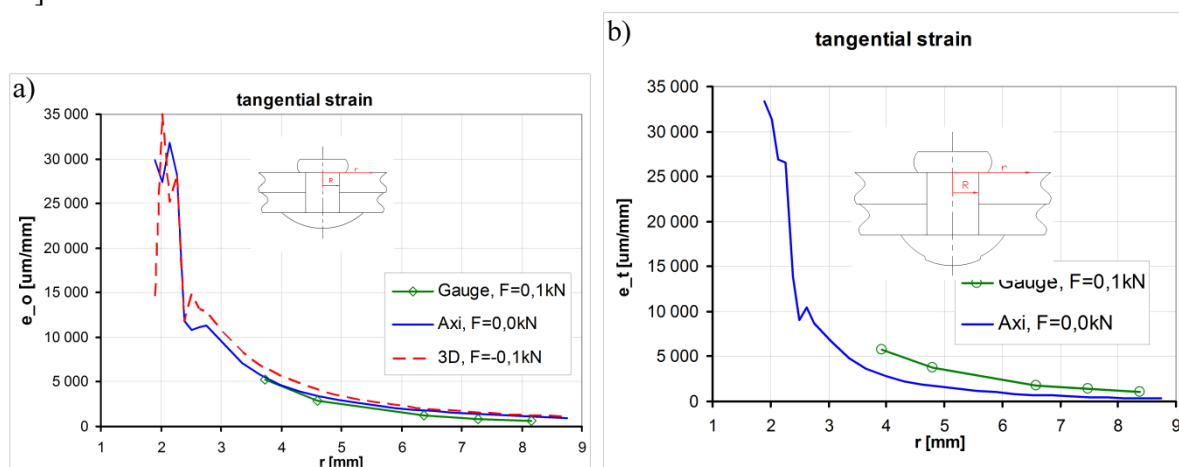 a)
tangential strain
35 000
30 000
25 000
20 000
15 000
10 000
5 000
0
e_o [um/mm]
1 2 3 4 5 6 7 8 9
r [mm]
R
r
Gauge, F=0,1kN
Axi, F=0,0kN
3D, F=-0,1kN
b)
tangential strain
35 000
30 000
25 000
20 000
15 000
10 000
5 000
0
e_t [um/mm]
1 2 3 4 5 6 7 8 9
r [mm]
R
r
Gauge, F=0,1kN
Axi, F=0,0kN